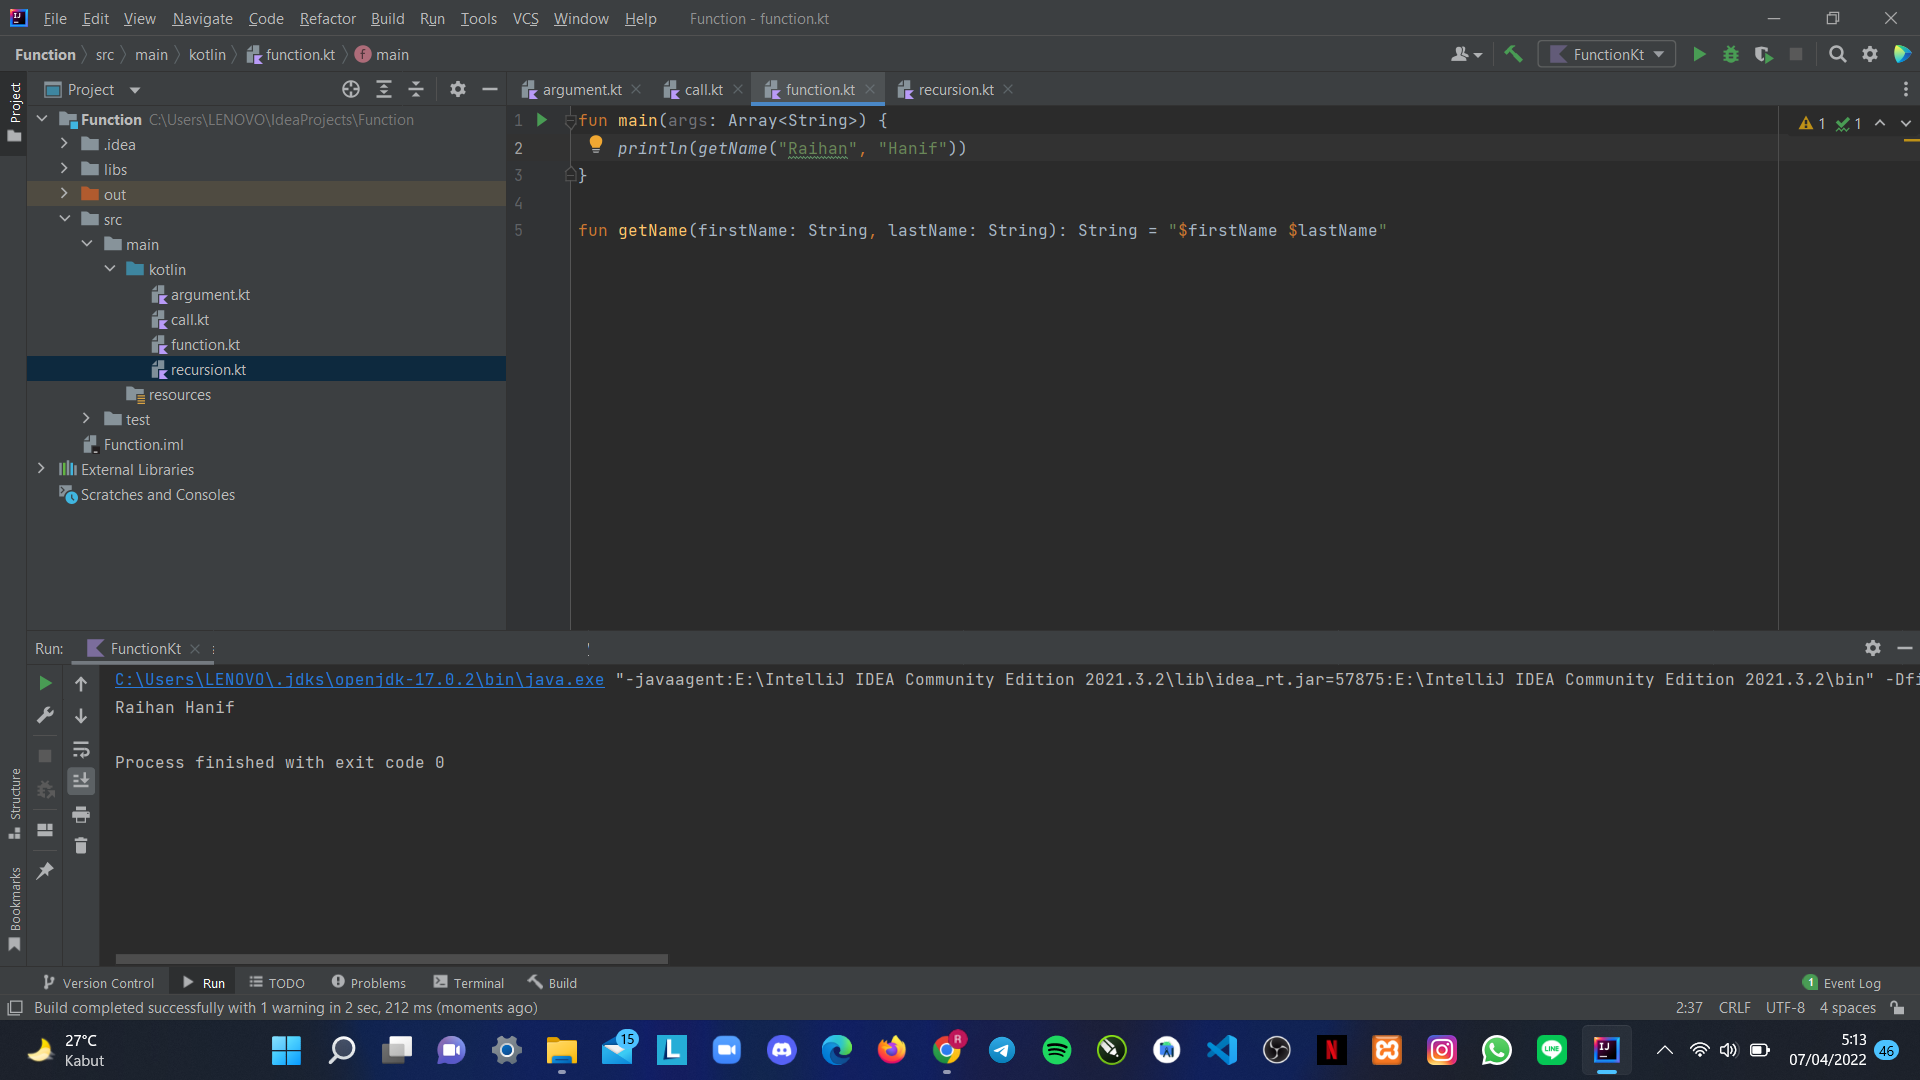 File Edit View Navigate Code Refactor Build Run Tools VCS Window Help Function - function.kt
Function src main kotlin function.kt main FunctionKt
Project
Project
argument.kt call.kt function.kt recursion.kt
Function C:\Users\LENOVO\IdeaProjects\Function
.idea
libs
out
src
main
kotlin
argument.kt
call.kt
function.kt
recursion.kt
resources
test
Function.iml
External Libraries
Scratches and Consoles
1 fun main(args: Array<String>) {
2 println(getName("Raihan", "Hanif"))
3 }
4
5 fun getName(firstName: String, lastName: String): String = "$firstName $lastName"
1 1
Run: FunctionKt
C:\Users\LENOVO\.jdks\openjdk-17.0.2\bin\java.exe "-javaagent:E:\IntelliJ IDEA Community Edition 2021.3.2\lib\idea_rt.jar=57875:E:\IntelliJ IDEA Community Edition 2021.3.2\bin" -Dfi
Raihan Hanif
Process finished with exit code 0
Structure
Bookmarks
Version Control Run TODO Problems Terminal Build 1 Event Log
Build completed successfully with 1 warning in 2 sec, 212 ms (moments ago) 2:37 CRLF UTF-8 4 spaces
27°C
Kabut
15
R
5:13
07/04/2022
46